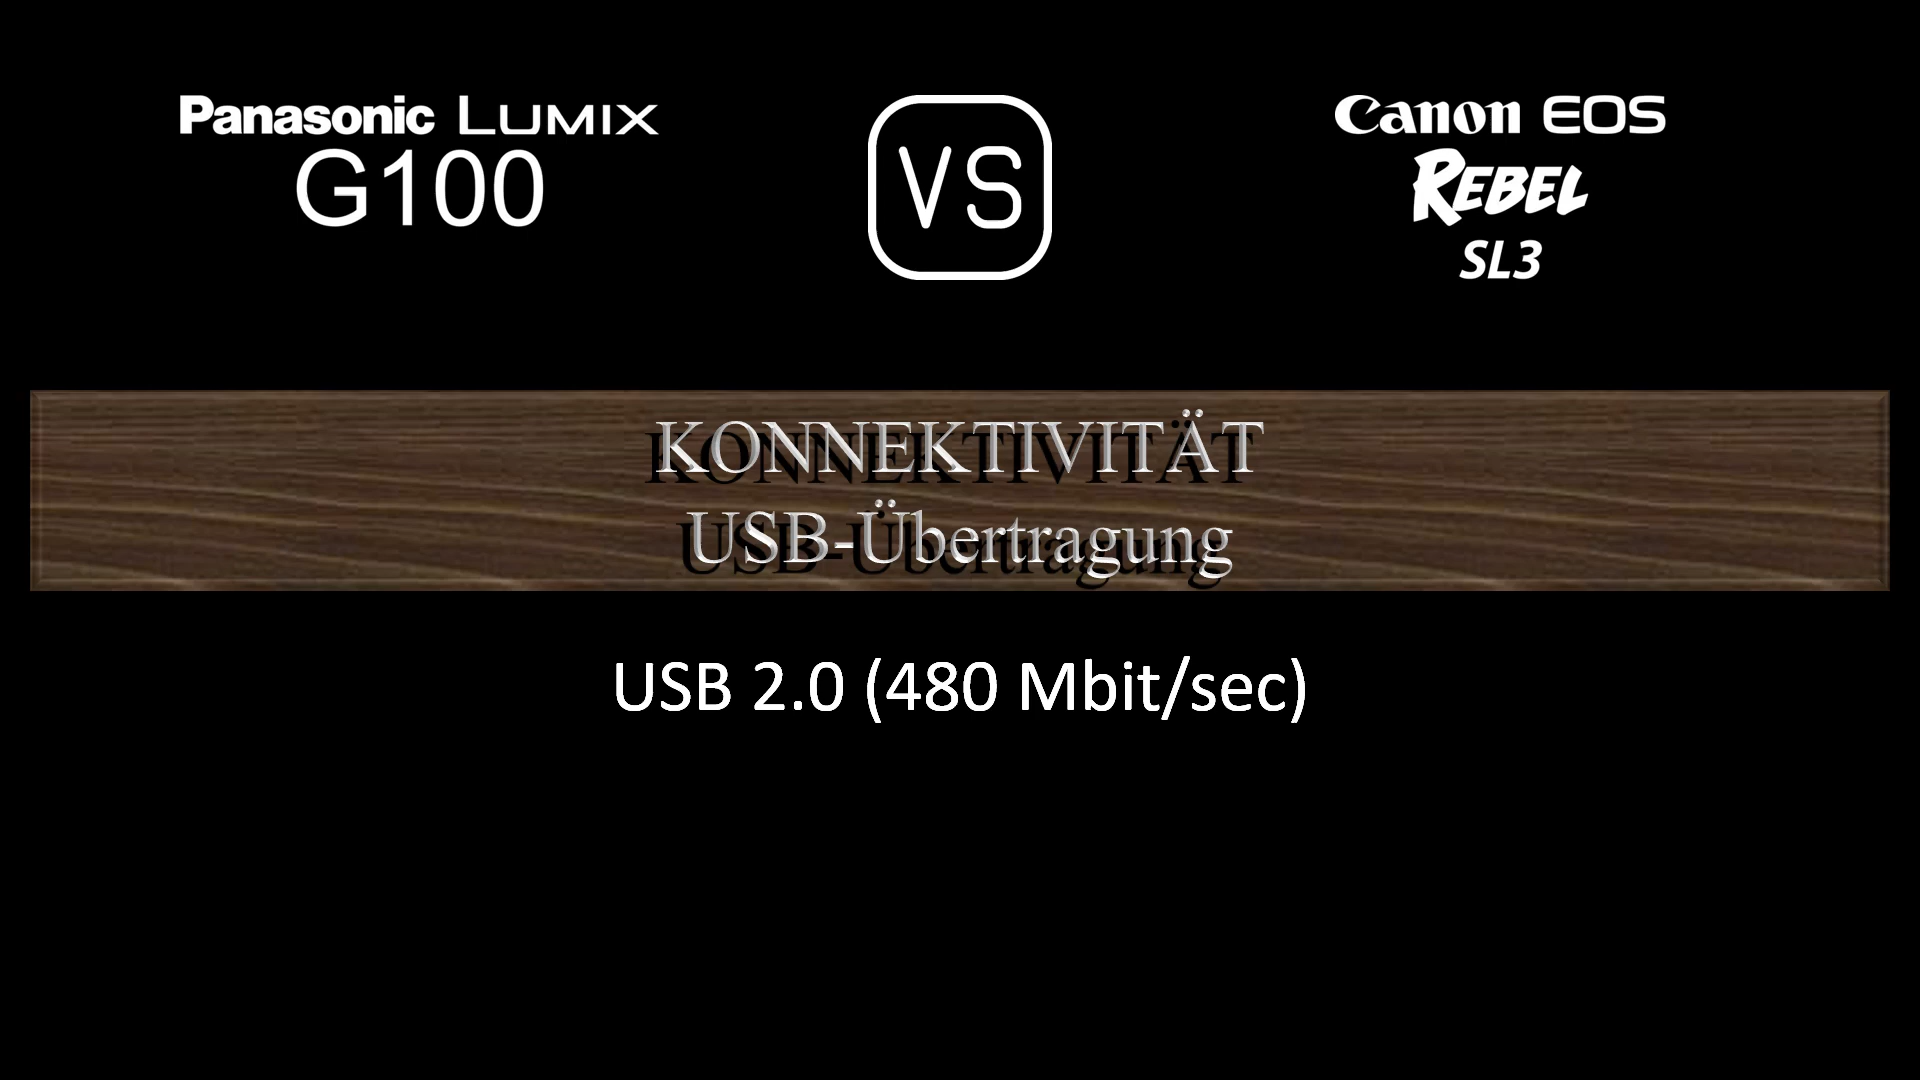 Panasonic LUMIX
G100
VS
Canon EOS
REBEL
SL3
KONNEKTIVITÄT
USB-Übertragung
USB 2.0 (480 Mbit/sec)